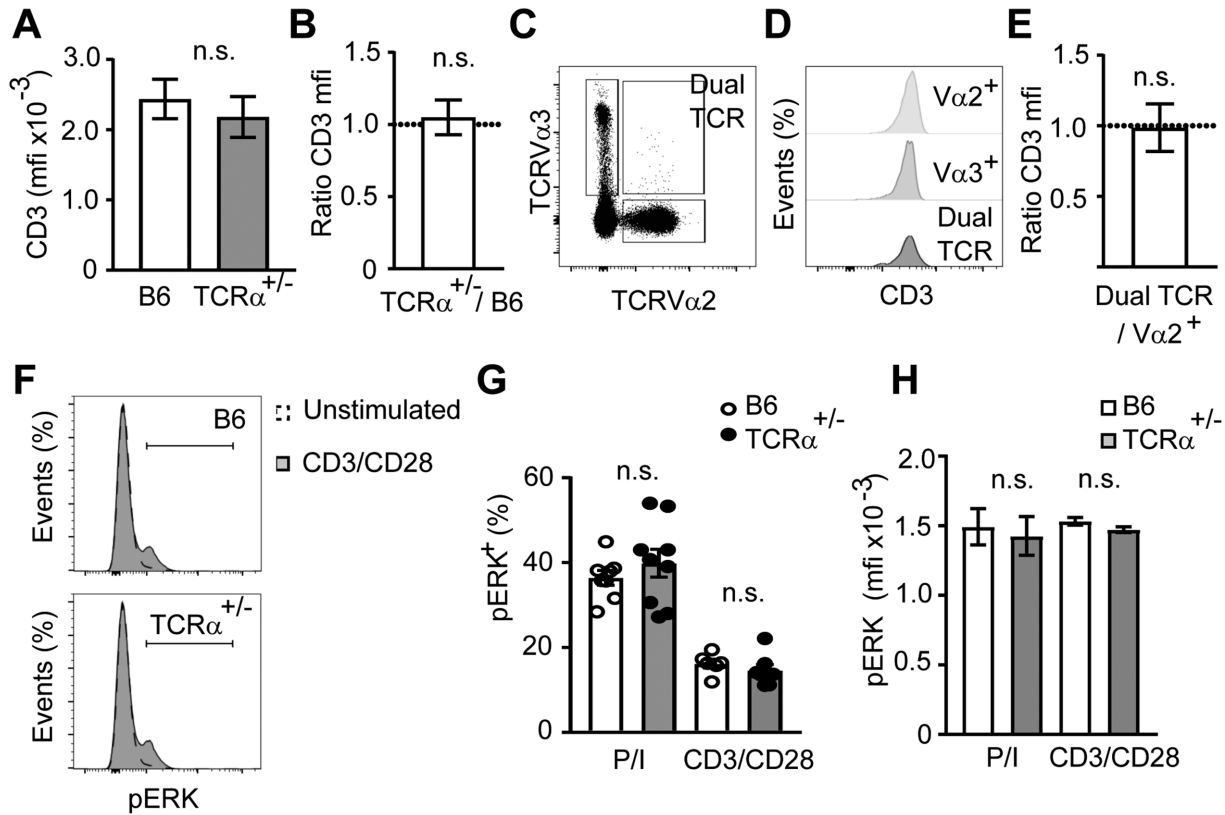 A
CD3 (mfi x10⁻³)
3.0
2.0
1.0
0
n.s.
B6
TCRα⁺/⁻
B
Ratio CD3 mfi
1.5
1.0
0.5
0
n.s.
TCRα⁺/⁻/ B6
C
TCRVα3
Dual
TCR
TCRVα2
D
Events (%)
Vα2⁺
Vα3⁺
Dual
TCR
CD3
E
Ratio CD3 mfi
1.5
1.0
0.5
n.s.
Dual TCR
/ Vα2⁺
F
Events (%)
B6
Unstimulated
CD3/CD28
Events (%)
TCRα⁺/⁻
pERK
G
B6
TCRα⁺/⁻
pERK⁺(%)
60
40
20
0
n.s.
n.s.
P/I
CD3/CD28
H
B6
TCRα⁺/⁻
pERK (mfi x10⁻³)
2.0
1.5
1.0
0.5
0
n.s.
n.s.
P/I
CD3/CD28